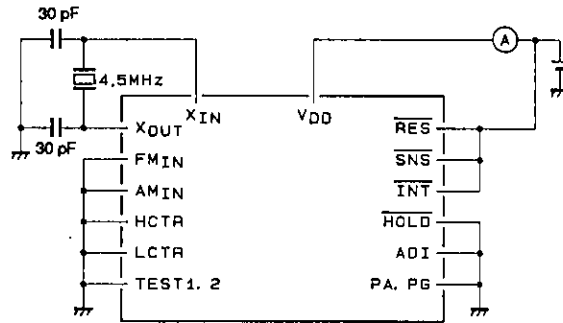 30 pF
A
4.5MHz
XIN
VDD
30 pF
XOUT
RES
FMIN
SNS
AMIN
INT
HCTR
HOLD
LCTR
ADI
TEST1, 2
PA, PG